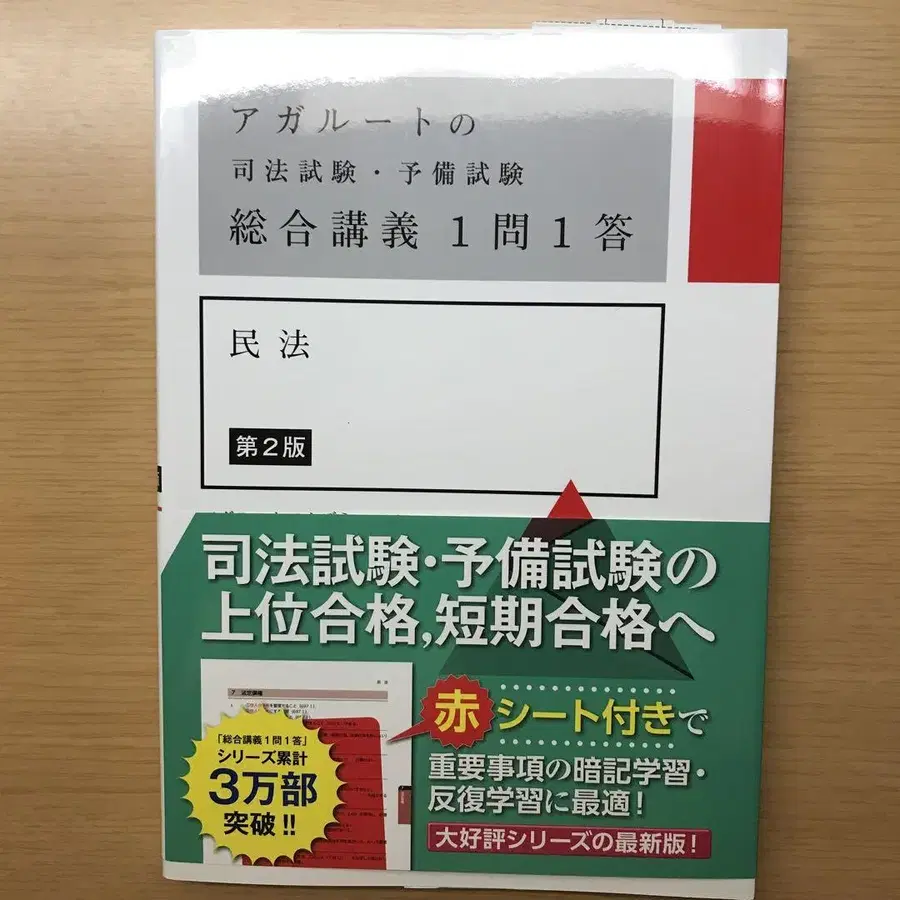 アガルートの
司法試験・予備試験
総合講義 1問1答
民法
第2版
司法試験・予備試験の
上位合格,短期合格へ
「総合講義1問1答」
シリーズ累計
3万部
突破!!
赤シート付きで
重要事項の暗記学習・
反復学習に最適!
大好評シリーズの最新版!